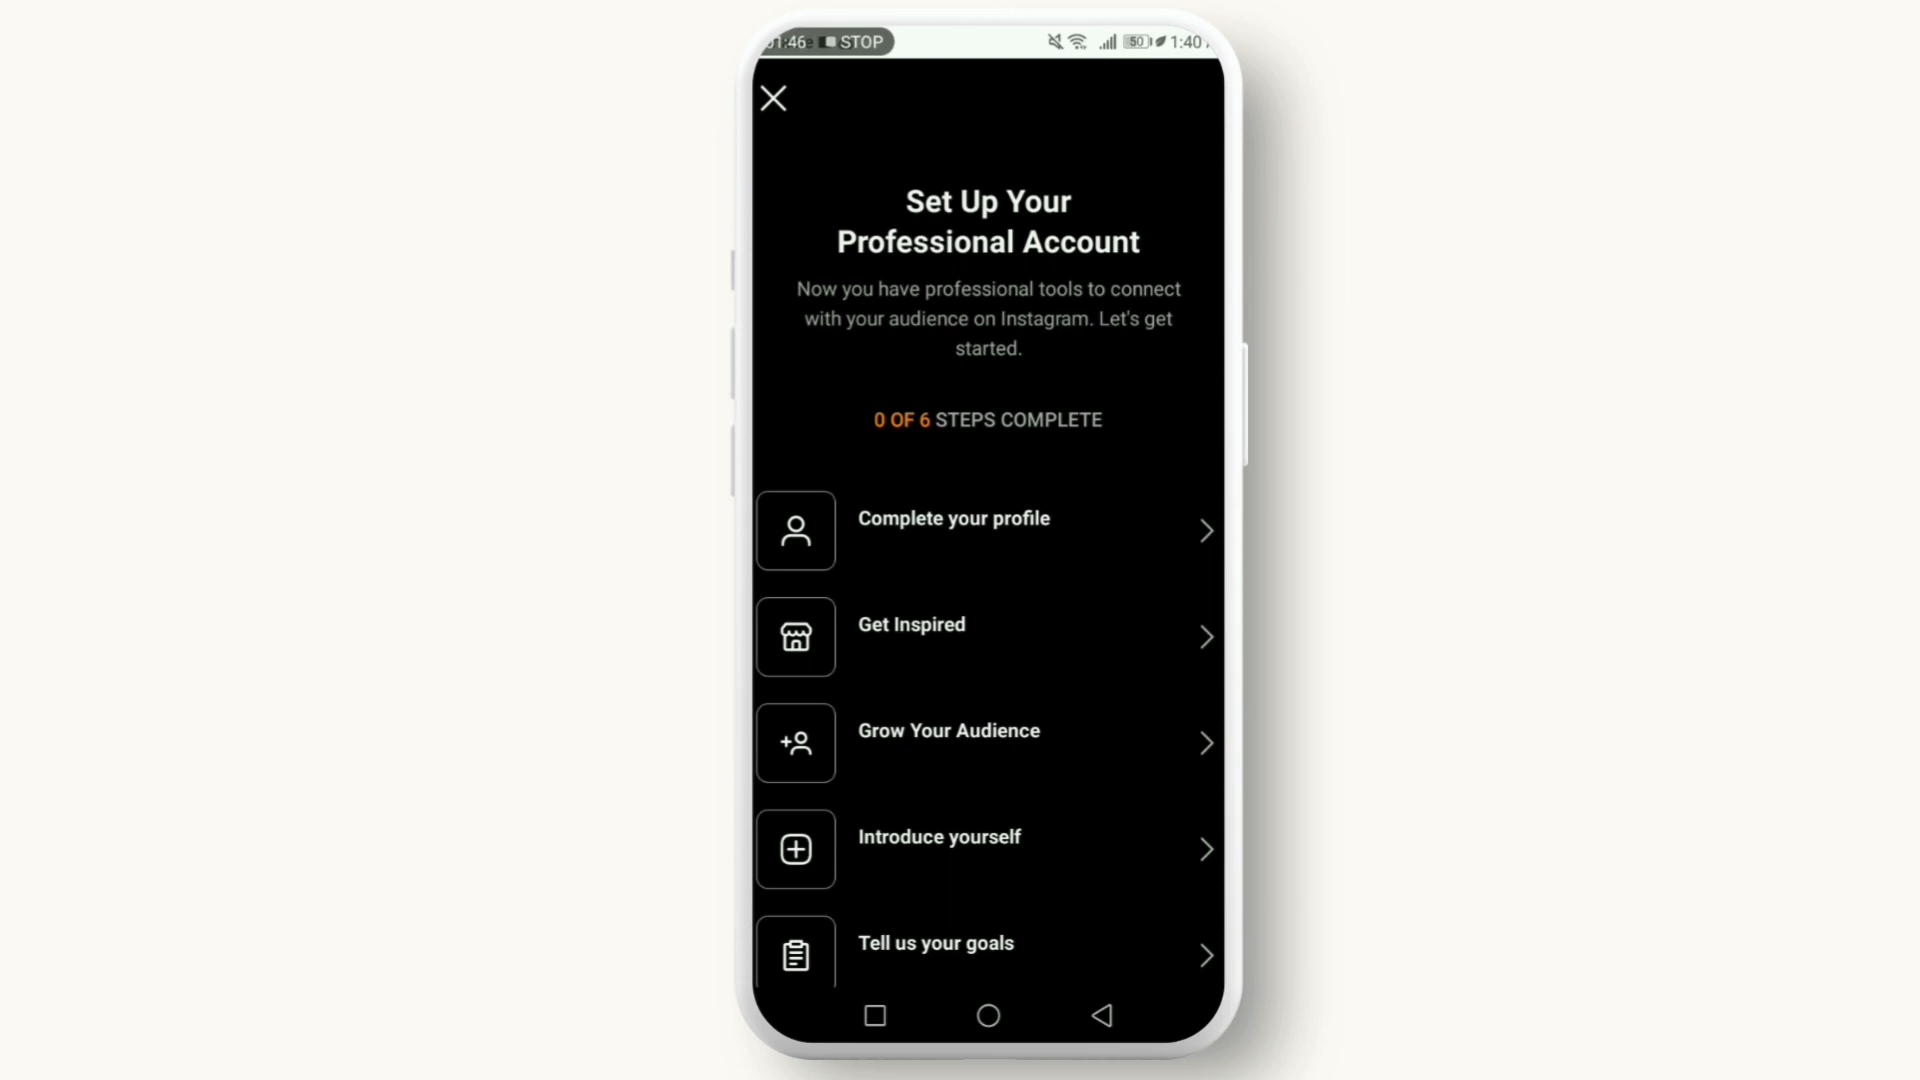 01:46 STOP 50 1:40
Set Up Your
Professional Account
Now you have professional tools to connect
with your audience on Instagram. Let's get
started.
0 OF 6 STEPS COMPLETE
Complete your profile
Get Inspired
Grow Your Audience
Introduce yourself
Tell us your goals